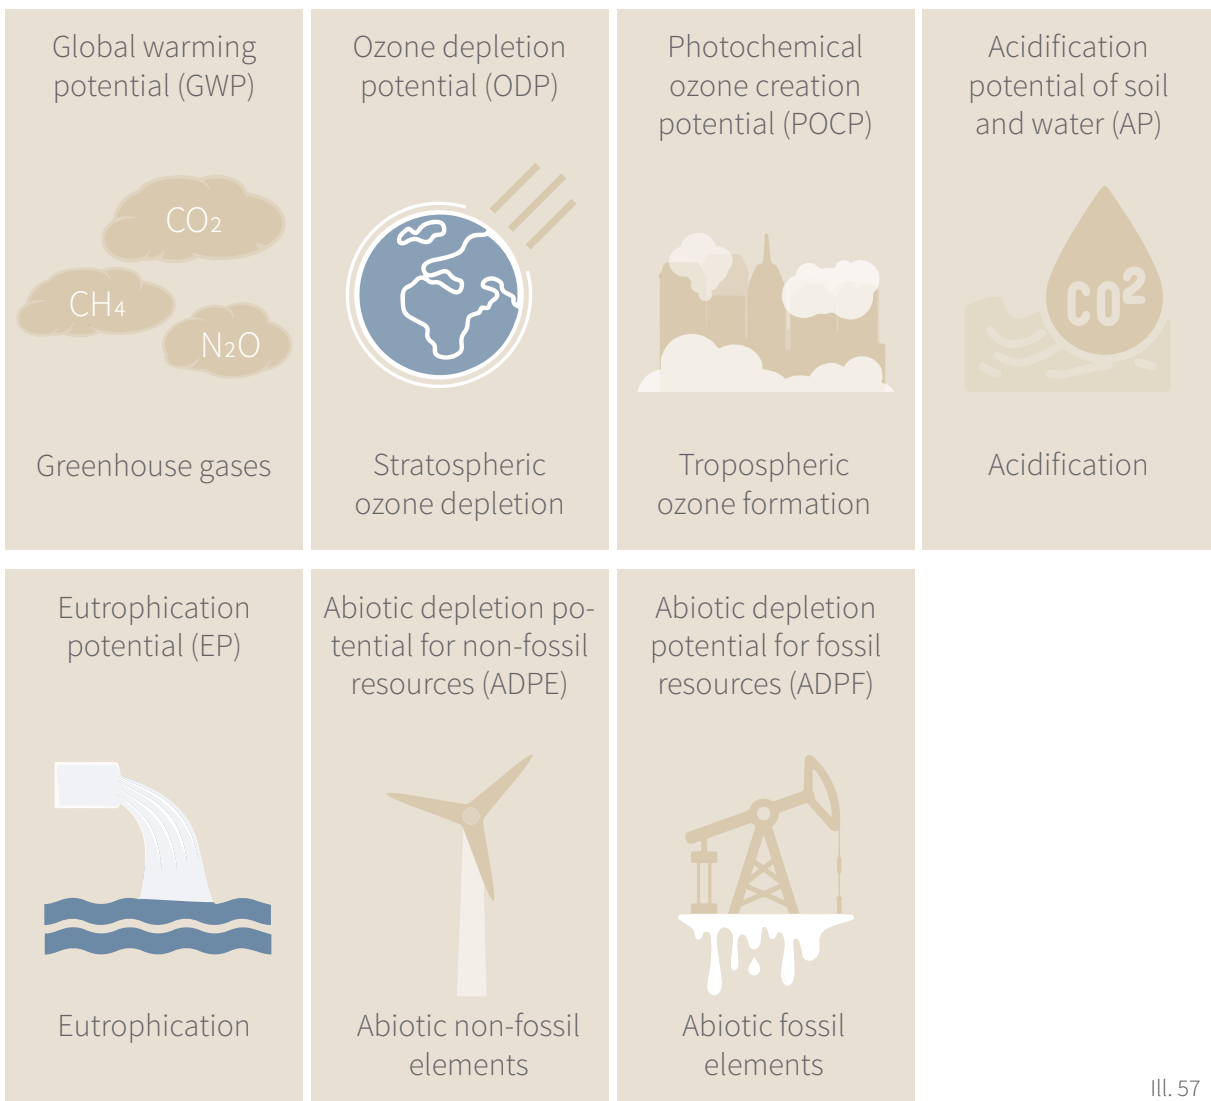 Global warming
potential (GWP)
CO₂
CH₄
N₂O
Greenhouse gases
Ozone depletion
potential (ODP)
Stratospheric
ozone depletion
Photochemical
ozone creation
potential (POCP)
Tropospheric
ozone formation
Acidification
potential of soil
and water (AP)
CO²
Acidification
Eutrophication
potential (EP)
Eutrophication
Abiotic depletion po-
tential for non-fossil
resources (ADPE)
Abiotic non-fossil
elements
Abiotic depletion
potential for fossil
resources (ADPF)
Abiotic fossil
elements
Ill. 57